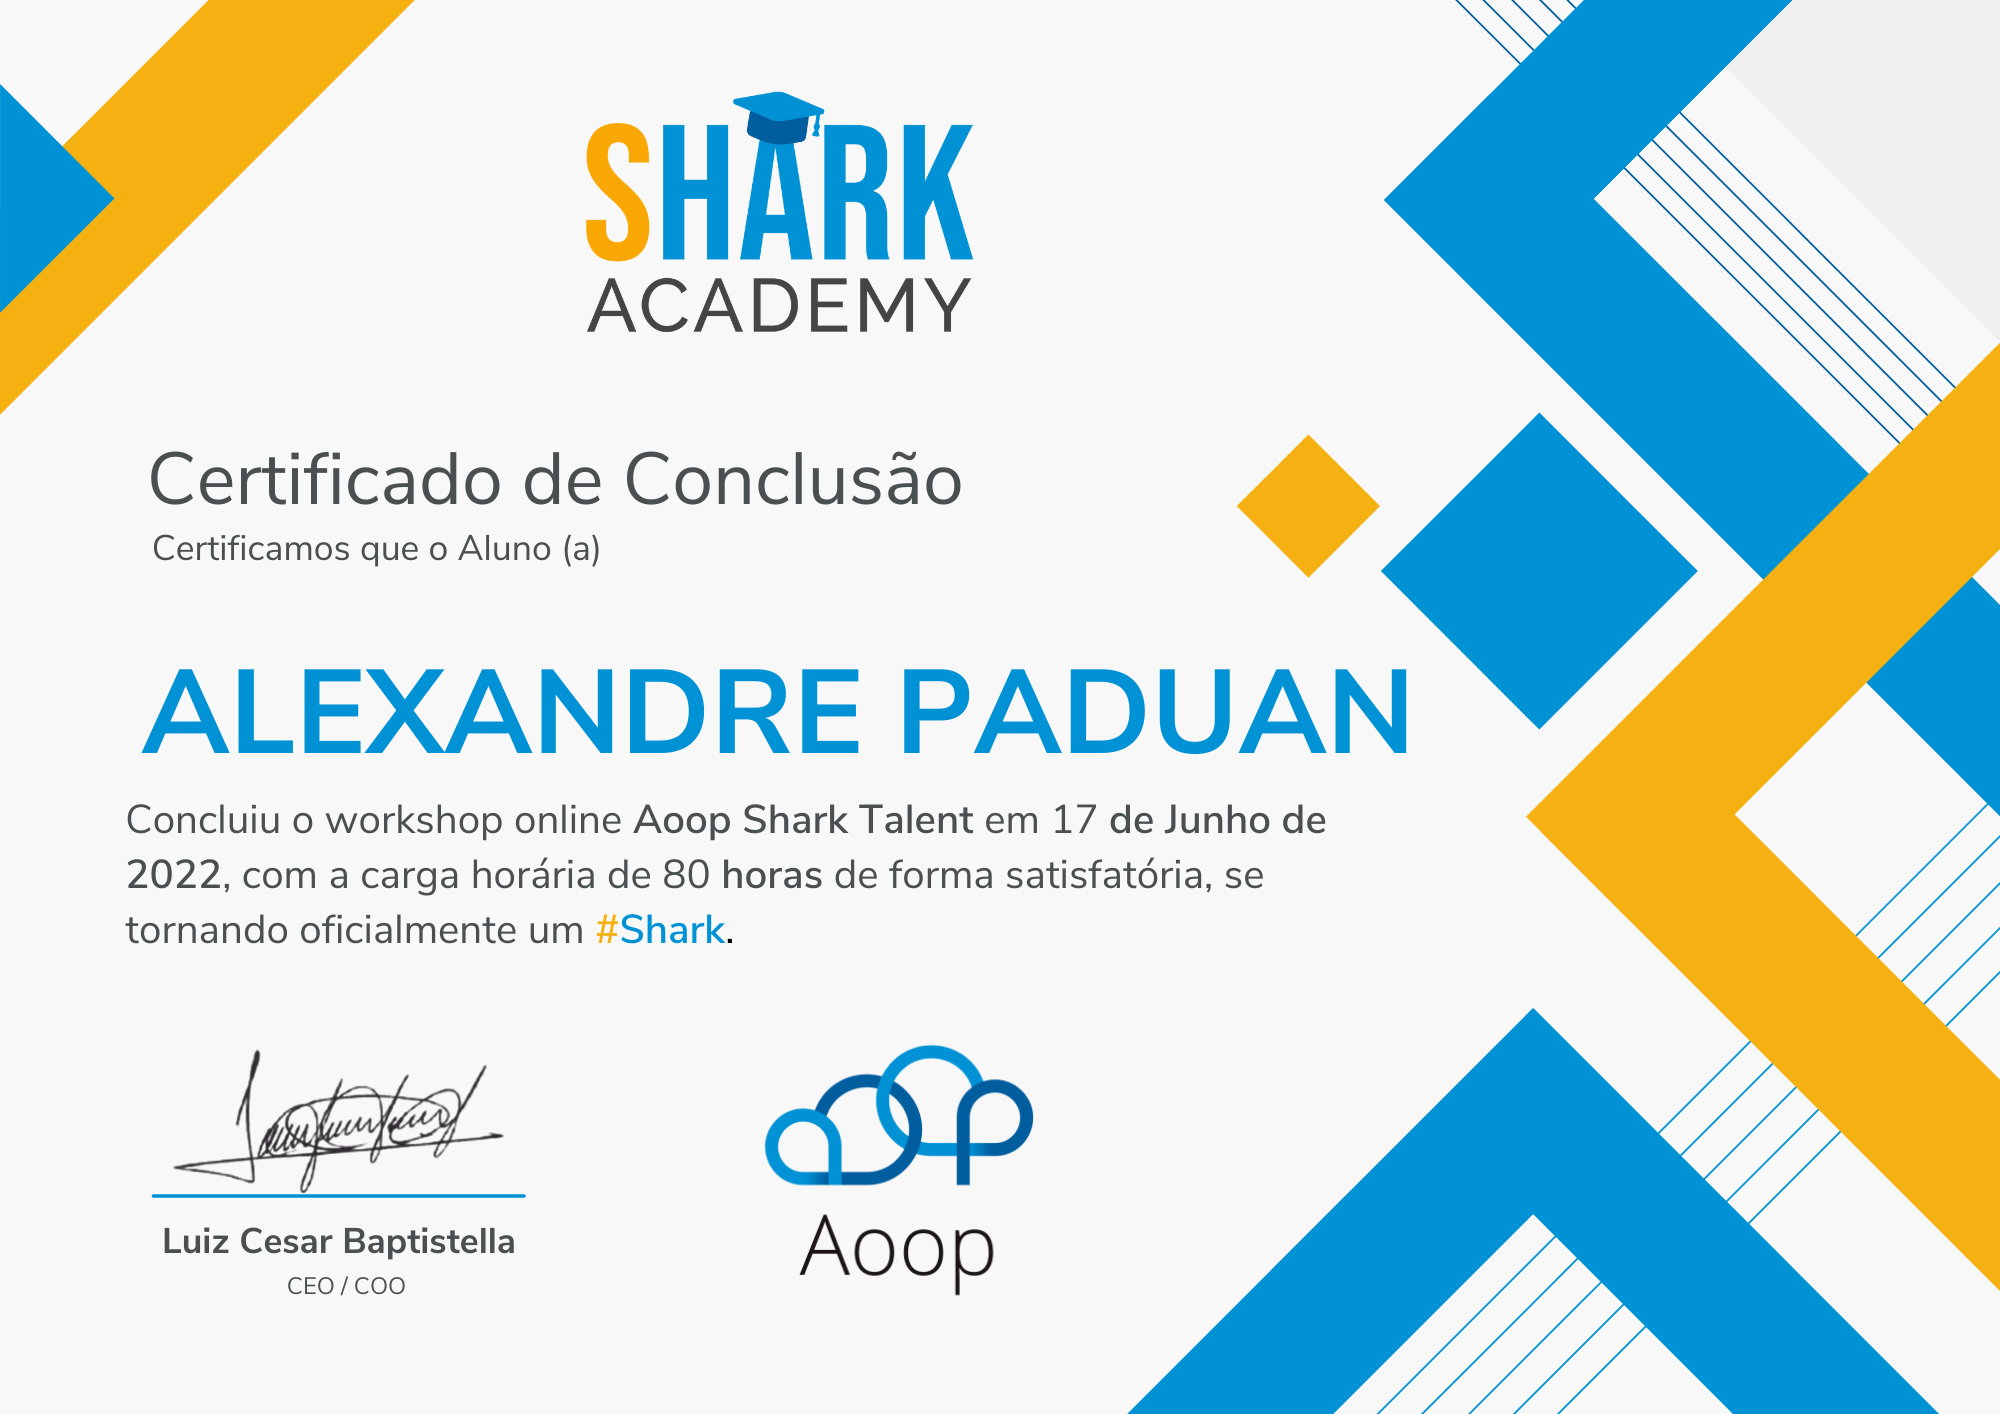 SHARK
ACADEMY
Certificado de Conclusão
Certificamos que o Aluno (a)
ALEXANDRE PADUAN
Concluiu o workshop online Aoop Shark Talent em 17 de Junho de
2022, com a carga horária de 80 horas de forma satisfatória, se
tornando oficialmente um #Shark.
Luiz Cesar Baptistella
CEO / COO
aoop
Aoop